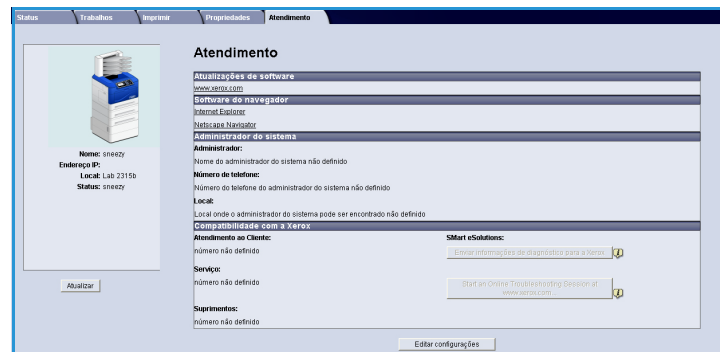 Status Trabalhos Imprimir Propriedades Atendimento
Atendimento
Atualizações de software
www.xerox.com
Software do navegador
Internet Explorer
Netscape Navigator
Administrador do sistema
Administrador:
Nome do administrador do sistema não definido
Número de telefone:
Número do telefone do administrador do sistema não definido
Local:
Local onde o administrador do sistema pode ser encontrado não definido
Compatibilidade com a Xerox
Atendimento ao Cliente: SMart eSolutions:
número não definido Enviar informações de diagnóstico para a Xerox
Serviço:
número não definido Start an Online Troubleshooting Session at
www.xerox.com
Suprimentos:
número não definido
Editar configurações
Nome: sneezy
Endereço IP:
Local: Lab 2315b
Status: sneezy
Atualizar